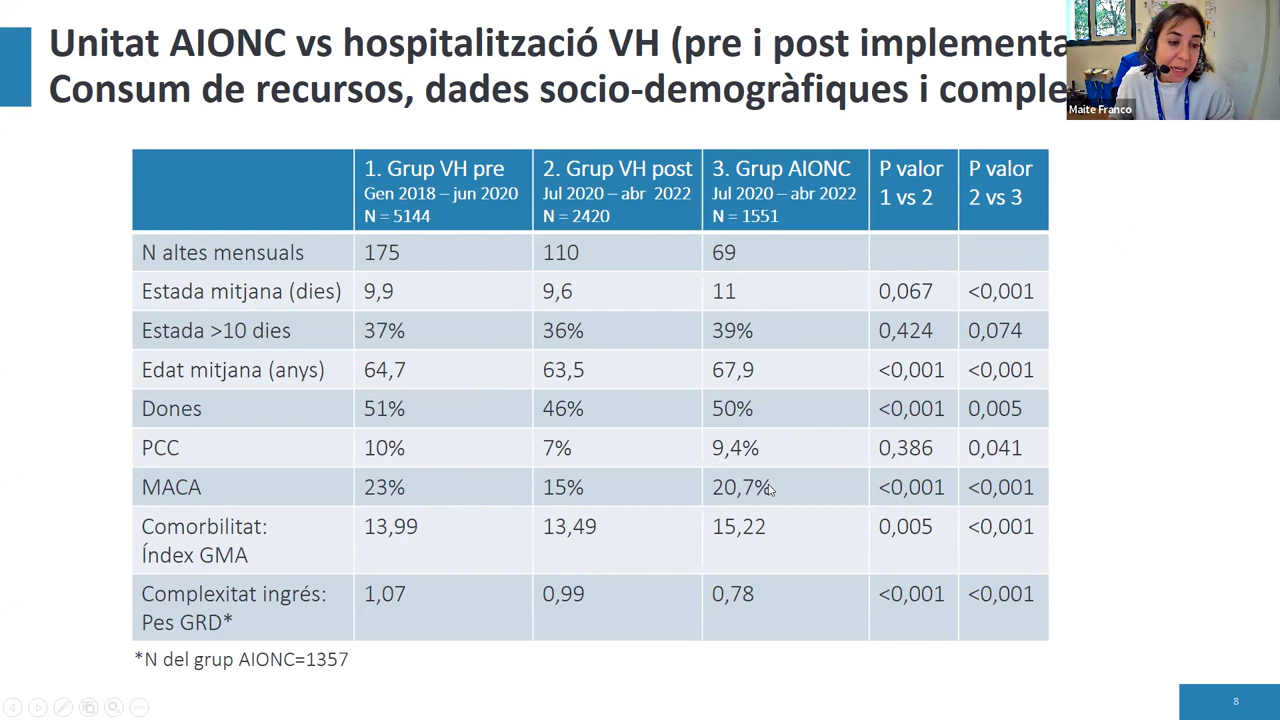 Unitat AIONC vs hospitalització VH (pre i post implementa
Consum de recursos, dades socio-demogràfiques i comple
Maite Franco
1. Grup VH pre
Gen 2018 – jun 2020
N = 5144
2. Grup VH post
Jul 2020 – abr 2022
N = 2420
3. Grup AIONC
Jul 2020 – abr 2022
N = 1551
P valor
1 vs 2
P valor
2 vs 3
N altes mensuals 175 110 69
Estada mitjana (dies) 9,9 9,6 11 0,067 <0,001
Estada >10 dies 37% 36% 39% 0,424 0,074
Edat mitjana (anys) 64,7 63,5 67,9 <0,001 <0,001
Dones 51% 46% 50% <0,001 0,005
PCC 10% 7% 9,4% 0,386 0,041
MACA 23% 15% 20,7% <0,001 <0,001
Comorbilitat: 13,99 13,49 15,22 0,005 <0,001
Índex GMA
Complexitat ingrés: 1,07 0,99 0,78 <0,001 <0,001
Pes GRD*
*N del grup AIONC=1357
8